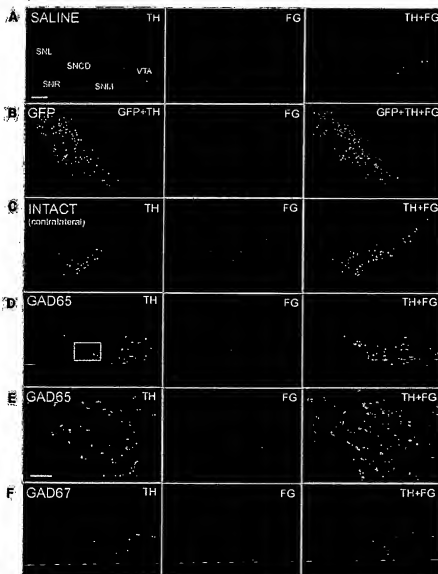 A SALINE TH FG TH+FG
SNL
SNCD VTA
SNR SNM
B GFP GFP+TH FG GFP+TH+FG
C INTACT TH FG TH+FG
(contralateral)
D GAD65 TH FG TH+FG
E GAD65 TH FG TH+FG
F GAD67 TH FG TH+FG